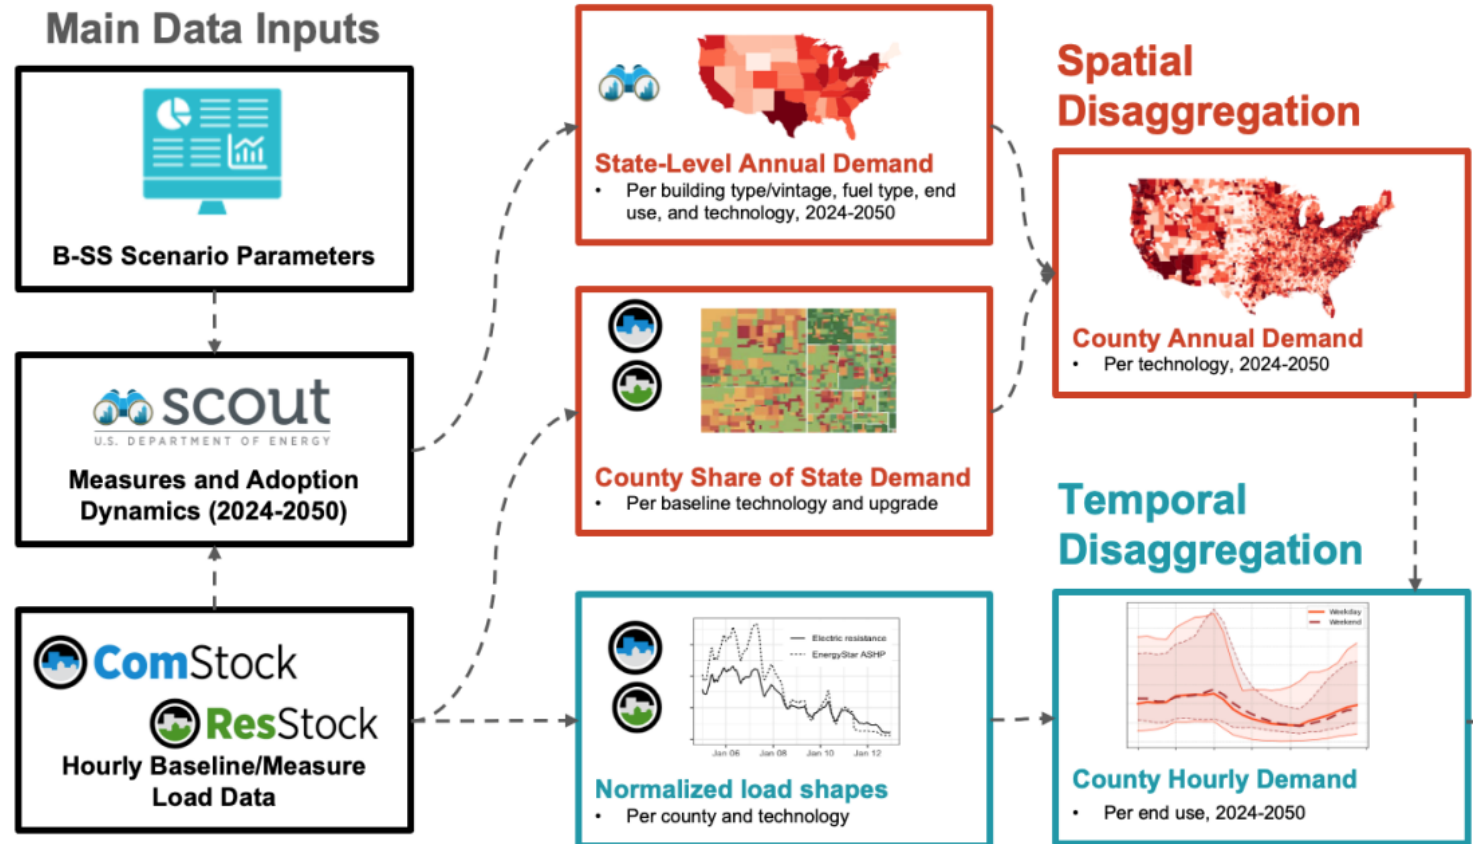 Main Data Inputs
B-SS Scenario Parameters
scout
U.S. DEPARTMENT OF ENERGY
Measures and Adoption
Dynamics (2024-2050)
ComStock
ResStock
Hourly Baseline/Measure
Load Data
State-Level Annual Demand
• Per building type/vintage, fuel type, end
use, and technology, 2024-2050
County Share of State Demand
• Per baseline technology and upgrade
Electric resistance
EnergyStar ASHP
Jan 06 Jan 08 Jan 10 Jan 12
Normalized load shapes
• Per county and technology
Spatial
Disaggregation
County Annual Demand
• Per technology, 2024-2050
Temporal
Disaggregation
Weekday
Weekend
County Hourly Demand
• Per end use, 2024-2050